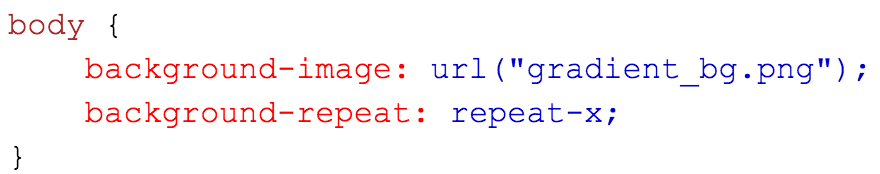 body {
    background-image: url("gradient_bg.png");
    background-repeat: repeat-x;
}